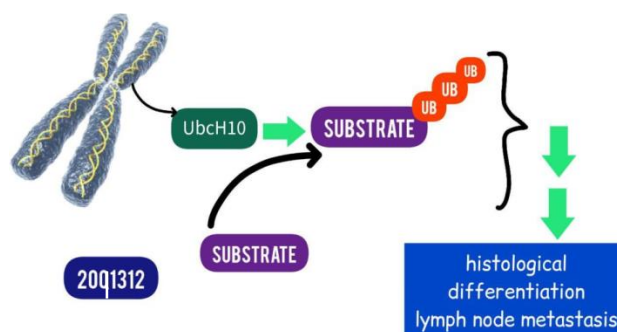 UbcH10
SUBSTRATE
UB
UB
UB
SUBSTRATE
20q1312
histological
differentiation
lymph node metastasis